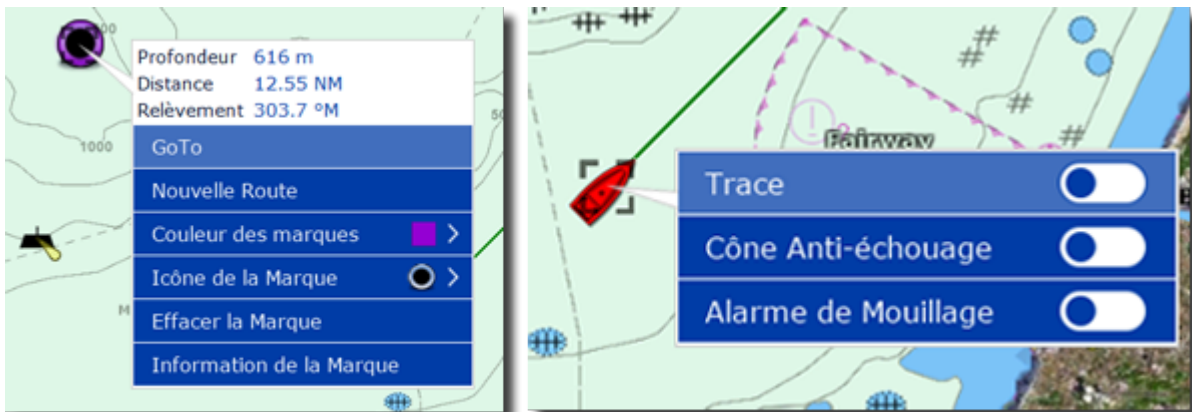 Profondeur 616 m
Distance 12.55 NM
Relèvement 303.7 °M
1000
GoTo
Nouvelle Route
Couleur des marques
Icône de la Marque
M
Effacer la Marque
Information de la Marque
Fairway
Trace
Cône Anti-échouage
Alarme de Mouillage